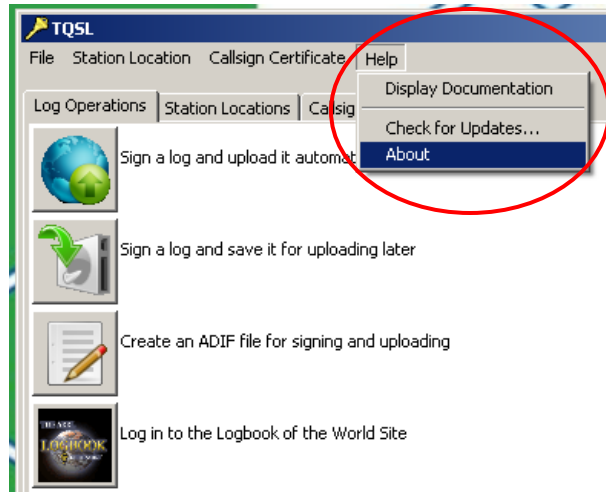 TQSL
File Station Location Callsign Certificate Help
Display Documentation
Check for Updates...
About
Log Operations Station Locations Callsig
Sign a log and upload it automat
Sign a log and save it for uploading later
Create an ADIF file for signing and uploading
LOGBOOK
Log in to the Logbook of the World Site